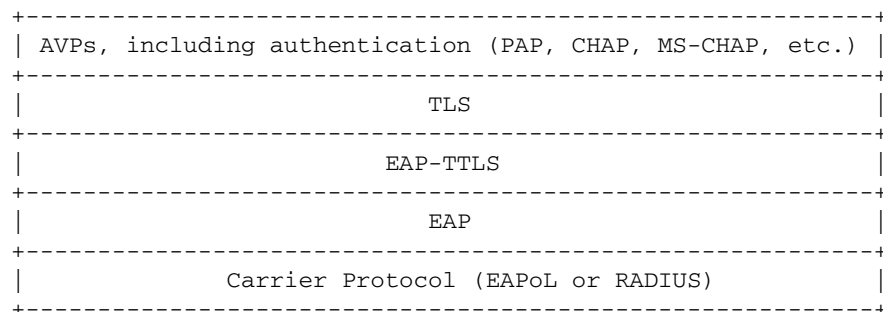 AVPs, including authentication (PAP, CHAP, MS-CHAP, etc.)
TLS
EAP-TTLS
EAP
Carrier Protocol (EAPoL or RADIUS)